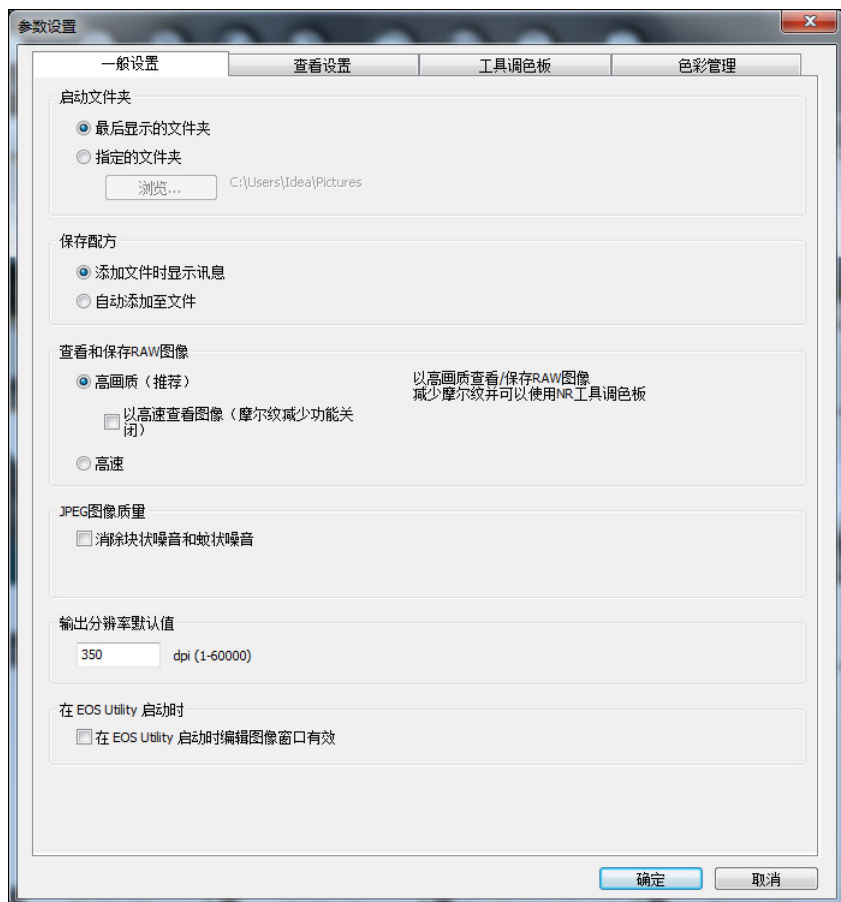 参数设置
一般设置
查看设置
工具调色板
色彩管理
启动文件夹
最后显示的文件夹
指定的文件夹
浏览...
C:\Users\Idea\Pictures
保存配方
添加文件时显示讯息
自动添加至文件
查看和保存RAW图像
高画质（推荐）
以高画质查看/保存RAW图像
减少摩尔纹并可以使用NR工具调色板
以高速查看图像（摩尔纹减少功能关
闭）
高速
JPEG图像质量
消除块状噪音和蚊状噪音
输出分辨率默认值
350
dpi (1-60000)
在 EOS Utility 启动时
在 EOS Utility 启动时编辑图像窗口有效
确定
取消